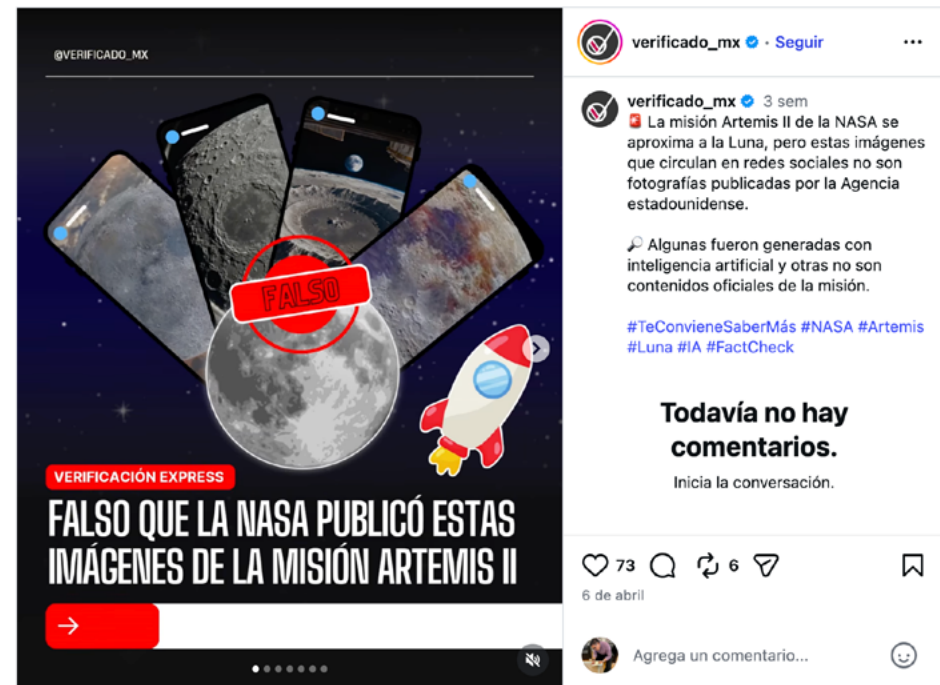 @VERIFICADO_MX
FALSO
VERIFICACIÓN EXPRESS
FALSO QUE LA NASA PUBLICÓ ESTAS
IMÁGENES DE LA MISIÓN ARTEMIS II
verificado_mx · Seguir
verificado_mx 3 sem
🚨 La misión Artemis II de la NASA se
aproxima a la Luna, pero estas imágenes
que circulan en redes sociales no son
fotografías publicadas por la Agencia
estadounidense.
🔎 Algunas fueron generadas con
inteligencia artificial y otras no son
contenidos oficiales de la misión.
#TeConvieneSaberMás #NASA #Artemis
#Luna #IA #FactCheck
Todavía no hay
comentarios.
Inicia la conversación.
73 6
6 de abril
Agrega un comentario...